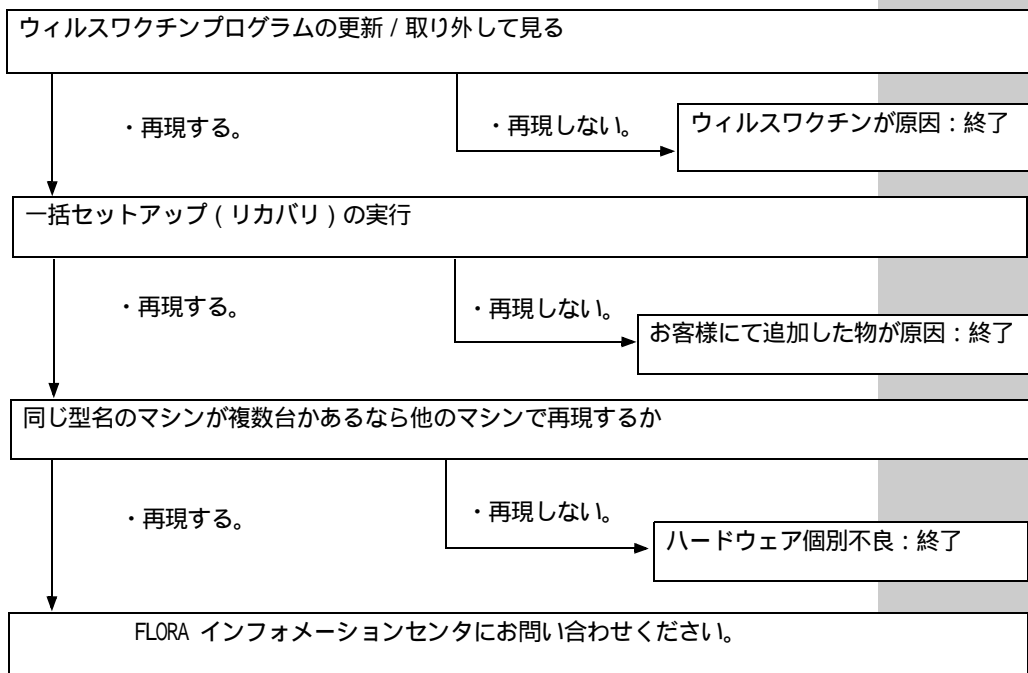 ウィルスワクチンプログラムの更新 / 取り外して見る
・再現する。
・再現しない。
ウィルスワクチンが原因：終了
一括セットアップ ( リカバリ ) の実行
・再現する。
・再現しない。
お客様にて追加した物が原因：終了
同じ型名のマシンが複数台かあるなら他のマシンで再現するか
・再現する。
・再現しない。
ハードウェア個別不良：終了
FLORA インフォメーションセンタにお問い合わせください。